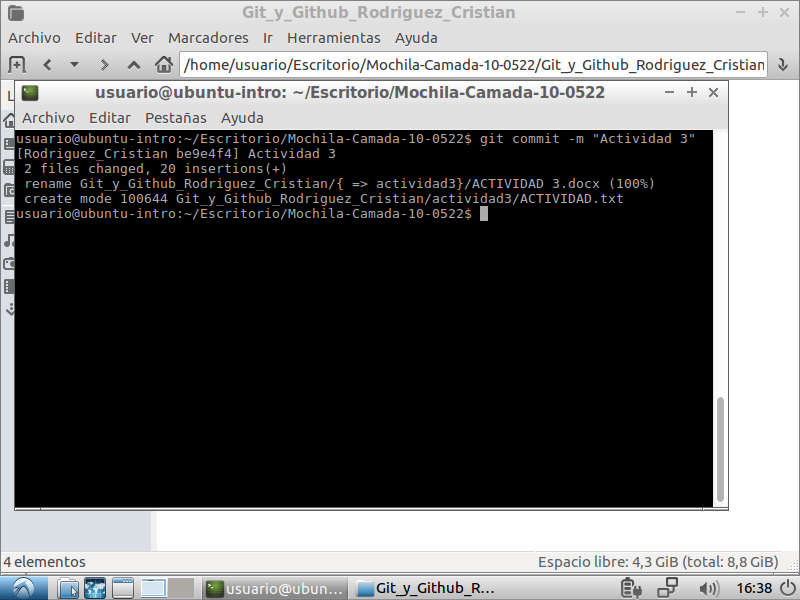 Git_y_Github_Rodriguez_Cristian
Archivo Editar Ver Marcadores Ir Herramientas Ayuda
/home/usuario/Escritorio/Mochila-Camada-10-0522/Git_y_Github_Rodriguez_Cristian
usuario@ubuntu-intro: ~/Escritorio/Mochila-Camada-10-0522
Archivo Editar Pestañas Ayuda
usuario@ubuntu-intro:~/Escritorio/Mochila-Camada-10-0522$ git commit -m "Actividad 3"
[Rodriguez_Cristian be9e4f4] Actividad 3
2 files changed, 20 insertions(+)
rename Git_y_Github_Rodriguez_Cristian/{ => actividad3}/ACTIVIDAD 3.docx (100%)
create mode 100644 Git_y_Github_Rodriguez_Cristian/actividad3/ACTIVIDAD.txt
usuario@ubuntu-intro:~/Escritorio/Mochila-Camada-10-0522$
4 elementos
Espacio libre: 4,3 GiB (total: 8,8 GiB)
usuario@ubun...
Git_y_Github_R...
16:38